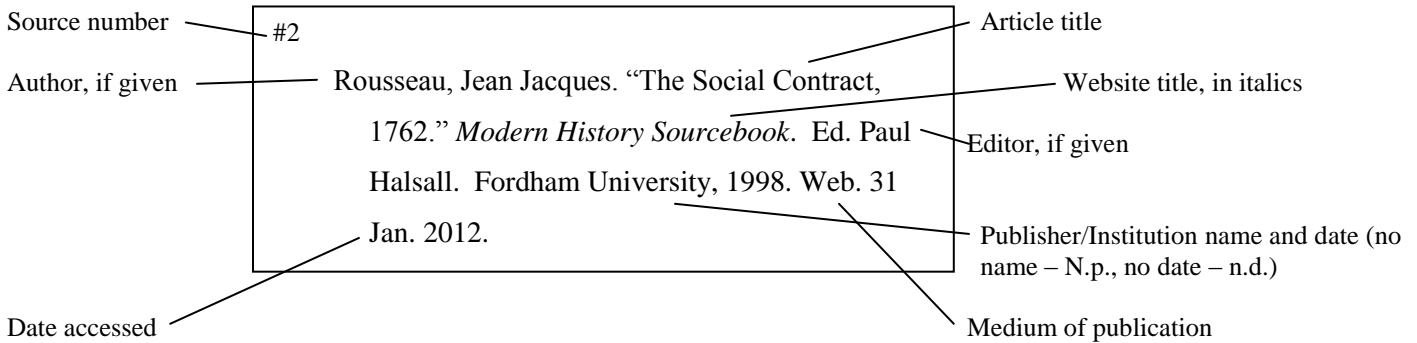 Source number
#2
Article title
Author, if given
Rousseau, Jean Jacques. “The Social Contract,
Website title, in italics
1762.” Modern History Sourcebook.  Ed. Paul
Editor, if given
Halsall.  Fordham University, 1998. Web. 31
Jan. 2012.
Publisher/Institution name and date (no
name – N.p., no date – n.d.)
Date accessed
Medium of publication